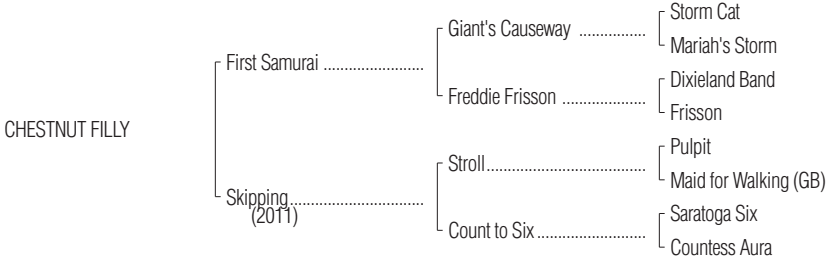 Storm Cat
Giant's Causeway ................
Mariah's Storm
First Samurai ........................
Dixieland Band
Freddie Frisson ....................
Frisson
CHESTNUT FILLY
Pulpit
Stroll......................................
Maid for Walking (GB)
Skipping................................
(2011)
Saratoga Six
Count to Six..........................
Countess Aura